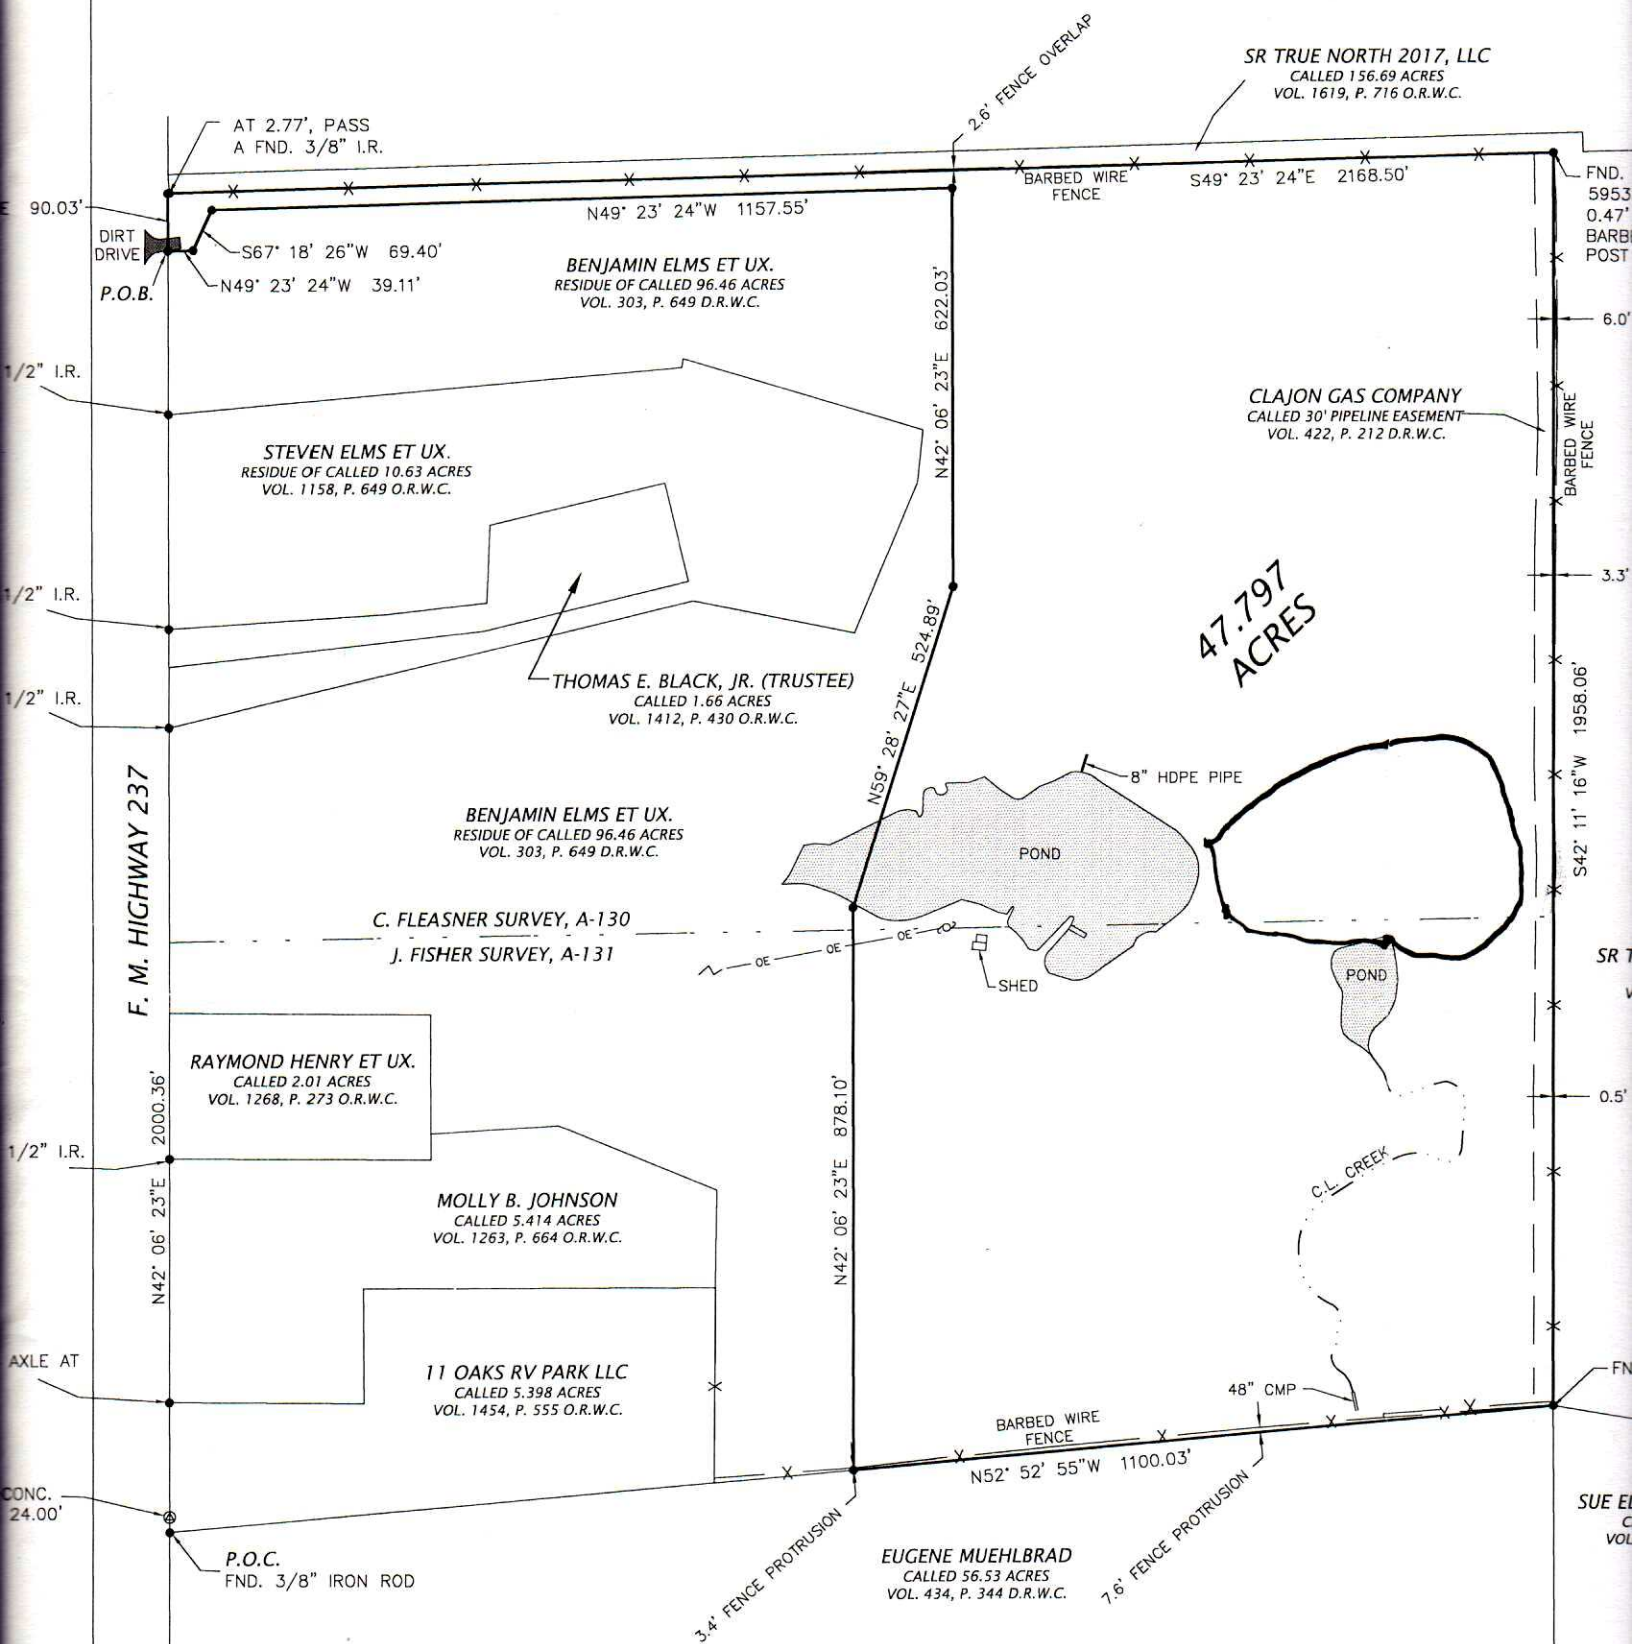 2.6' FENCE OVERLAP
SR TRUE NORTH 2017, LLC
CALLED 156.69 ACRES
VOL. 1619, P. 716 O.R.W.C.
AT 2.77', PASS
A FND. 3/8" I.R.
BARBED WIRE
FENCE
S49° 23' 24"E 2168.50'
FND.
5953
0.47'
BARB
POST
E 90.03'
N49° 23' 24"W 1157.55'
DIRT
DRIVE
S67° 18' 26"W 69.40'
N49° 23' 24"W 39.11'
P.O.B.
BENJAMIN ELMS ET UX.
RESIDUE OF CALLED 96.46 ACRES
VOL. 303, P. 649 D.R.W.C.
N42° 06' 23"E 622.03'
6.0'
1/2" I.R.
CLAJON GAS COMPANY
CALLED 30' PIPELINE EASEMENT
VOL. 422, P. 212 D.R.W.C.
BARBED WIRE
FENCE
STEVEN ELMS ET UX.
RESIDUE OF CALLED 10.63 ACRES
VOL. 1158, P. 649 O.R.W.C.
1/2" I.R.
3.3'
47.797
ACRES
N59° 28' 27"E 524.89'
THOMAS E. BLACK, JR. (TRUSTEE)
CALLED 1.66 ACRES
VOL. 1412, P. 430 O.R.W.C.
1/2" I.R.
S42° 11' 16"W 1958.06'
F. M. HIGHWAY 237
8" HDPE PIPE
BENJAMIN ELMS ET UX.
RESIDUE OF CALLED 96.46 ACRES
VOL. 303, P. 649 D.R.W.C.
POND
C. FLEASNER SURVEY, A-130
J. FISHER SURVEY, A-131
OE
OE
OE
SHED
POND
SR T
RAYMOND HENRY ET UX.
CALLED 2.01 ACRES
VOL. 1268, P. 273 O.R.W.C.
N42° 06' 23"E 2000.36'
N42° 06' 23"E 878.10'
0.5'
1/2" I.R.
C.L. CREEK
MOLLY B. JOHNSON
CALLED 5.414 ACRES
VOL. 1263, P. 664 O.R.W.C.
AXLE AT
11 OAKS RV PARK LLC
CALLED 5.398 ACRES
VOL. 1454, P. 555 O.R.W.C.
48" CMP
FN
BARBED WIRE
FENCE
N52° 52' 55"W 1100.03'
CONC.
24.00'
P.O.C.
FND. 3/8" IRON ROD
3.4' FENCE PROTRUSION
7.6' FENCE PROTRUSION
EUGENE MUEHLBRAD
CALLED 56.53 ACRES
VOL. 434, P. 344 D.R.W.C.
SUE E
C
VOL